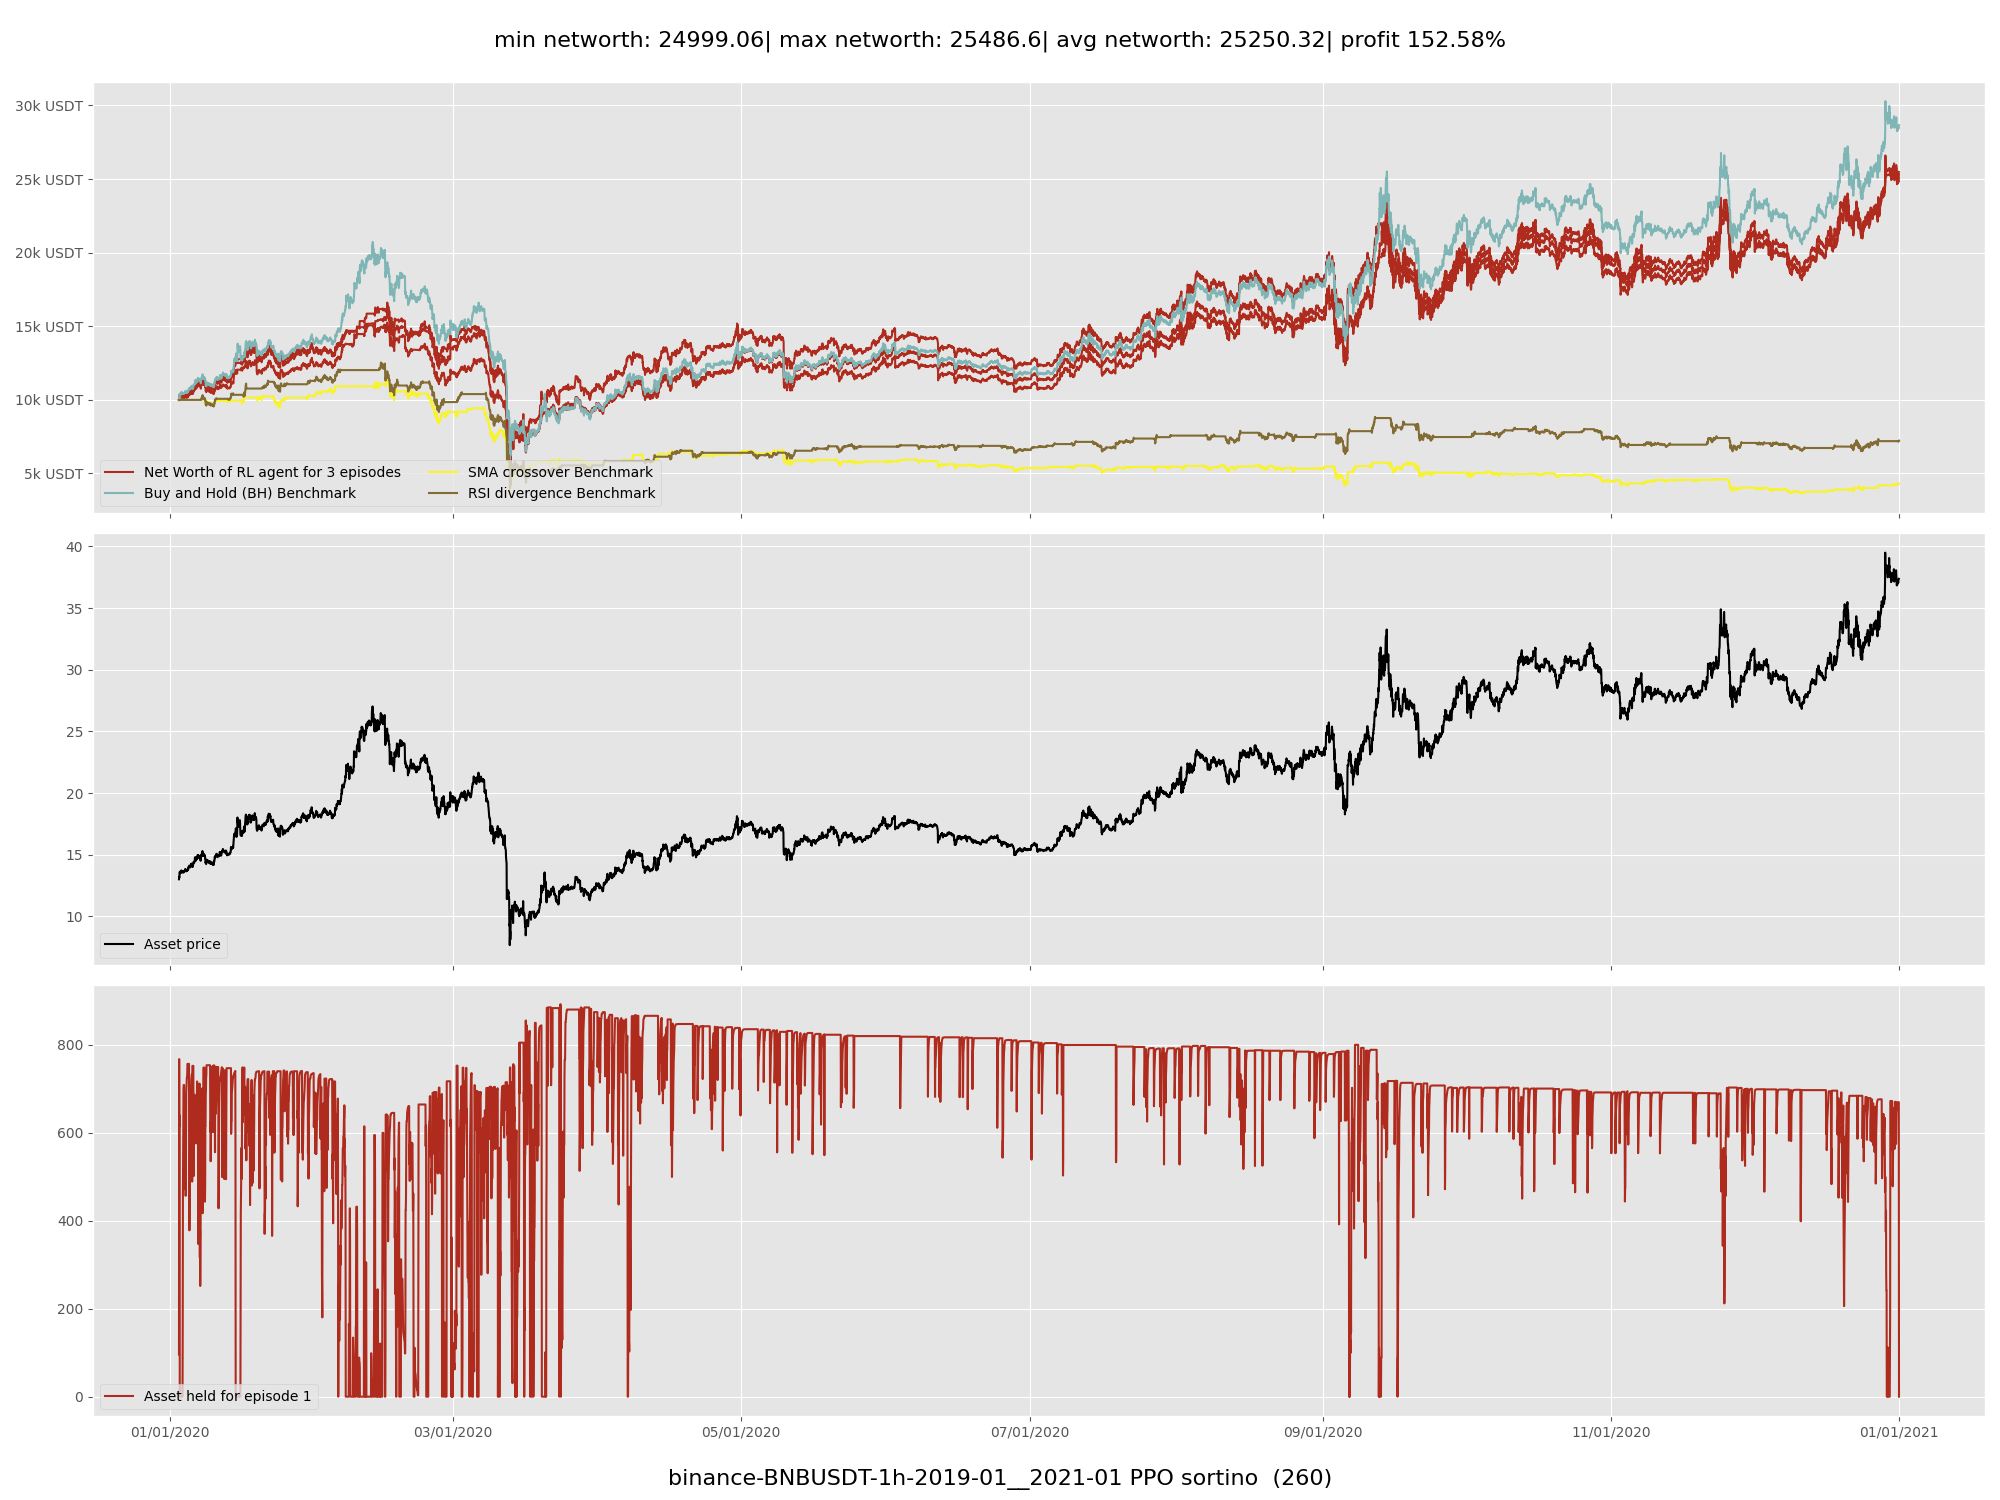 min networth: 24999.06| max networth: 25486.6| avg networth: 25250.32| profit 152.58%
30k USDT
25k USDT
20k USDT
15k USDT
10k USDT
5k USDT
Net Worth of RL agent for 3 episodes
Buy and Hold (BH) Benchmark
SMA crossover Benchmark
RSI divergence Benchmark
40
35
30
25
20
15
10
Asset price
800
600
400
200
0
Asset held for episode 1
01/01/2020 03/01/2020 05/01/2020 07/01/2020 09/01/2020 11/01/2020 01/01/2021
binance-BNBUSDT-1h-2019-01__2021-01 PPO sortino  (260)